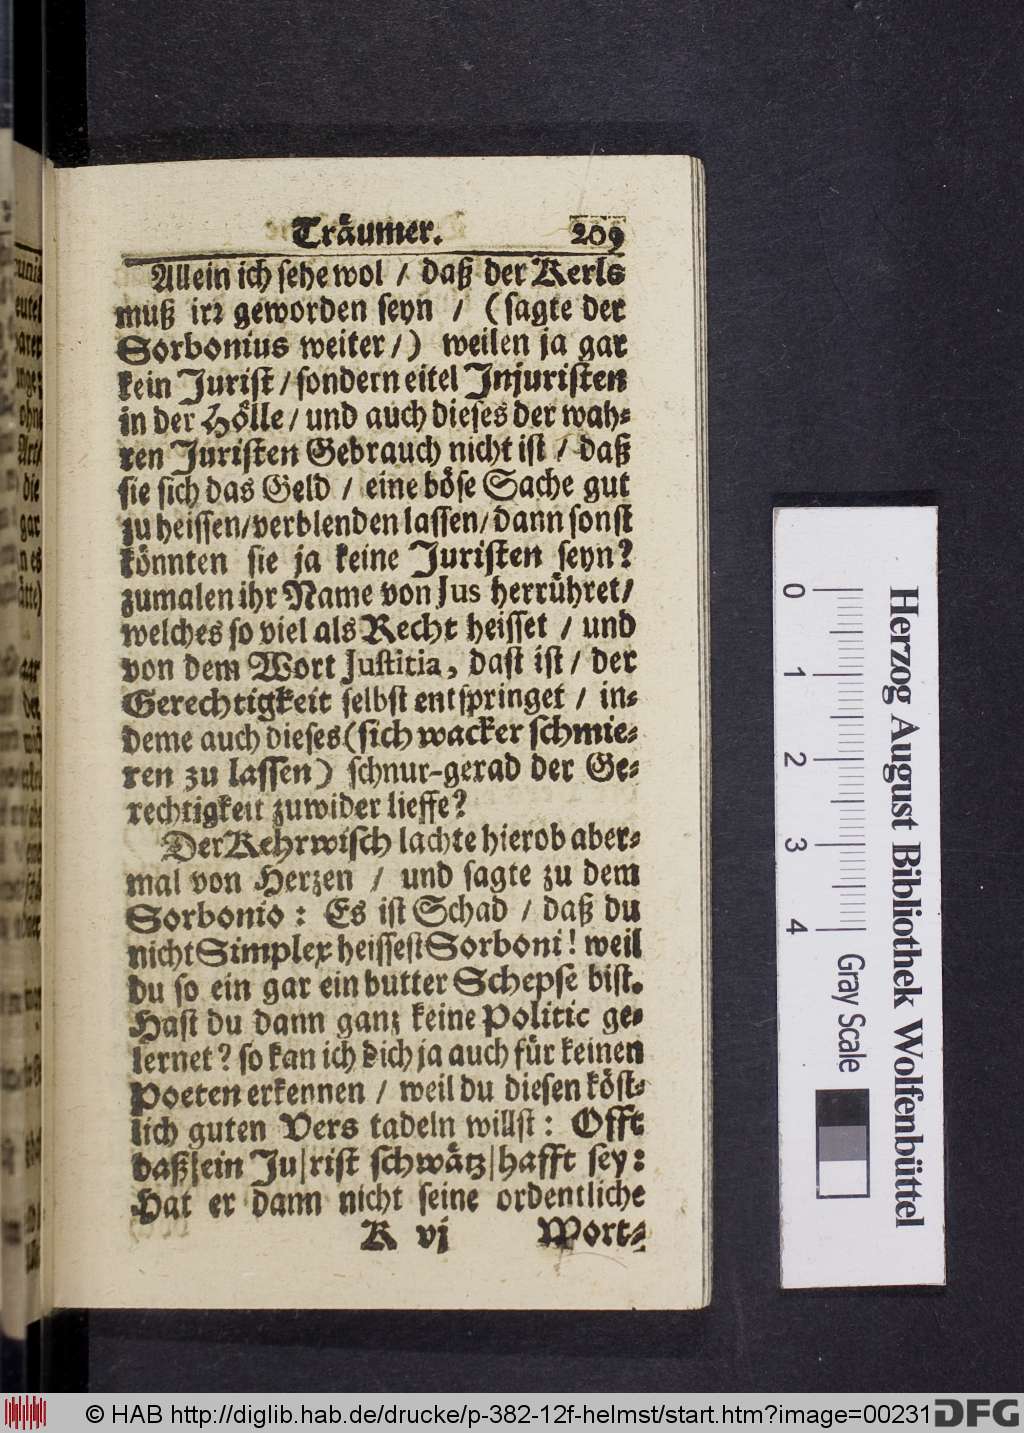 Träumer. 209
Allein ich sehe wol / daß der Kerls
muß irꝛ geworden seyn / (sagte der
Sorbonius weiter /) weilen ja gar
kein Jurist / sondern eitel Injuristen
in der Hölle / und auch dieses der wah-
ren Juristen Gebrauch nicht ist / daß
sie sich das Geld / eine böse Sache gut
zu heissen / verblenden lassen / dann sonst
könnten sie ja keine Juristen seyn?
zumalen ihr Name von Jus herrühret /
welches so viel als Recht heisset / und
von dem Wort Justitia, dast ist / der
Gerechtigkeit selbst entspringet / in-
deme auch dieses (sich wacker schmie-
ren zu lassen) schnur-gerad der Ge-
rechtigkeit zuwider lieffe?
Der Kehrwisch lachte hierob aber-
mal von Herzen / und sagte zu dem
Sorbonio: Es ist Schad / daß du
nicht Simplex heissest Sorboni! weil
du so ein gar ein butter Schepse bist.
Hast du dann ganz keine Politic ge-
lernet? so kan ich dich ja auch für keinen
Poeten erkennen / weil du diesen köst-
lich guten Vers tadeln willst: Offt
daß|ein Ju|rist schwätz|hafft sey:
Hat er dann nicht seine ordentliche
K vj Wort-
Herzog August Bibliothek Wolfenbüttel
0 1 2 3 4 Gray Scale
© HAB http://diglib.hab.de/drucke/p-382-12f-helmst/start.htm?image=00231
DFG